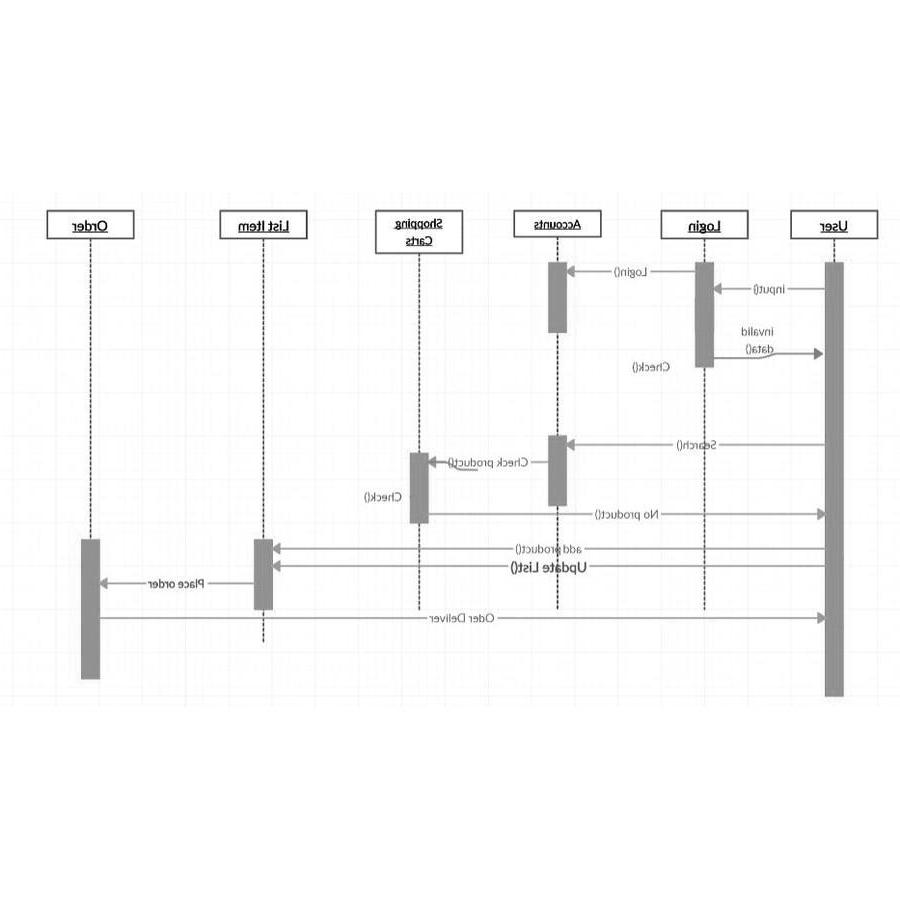 User
Login
Accounts
Shopping
Carts
List Item
Order
Login()
input()
invalid
data()
Check()
Search()
Check product()
Check()
No product()
add product()
Update List()
Place order
Oder Deliver